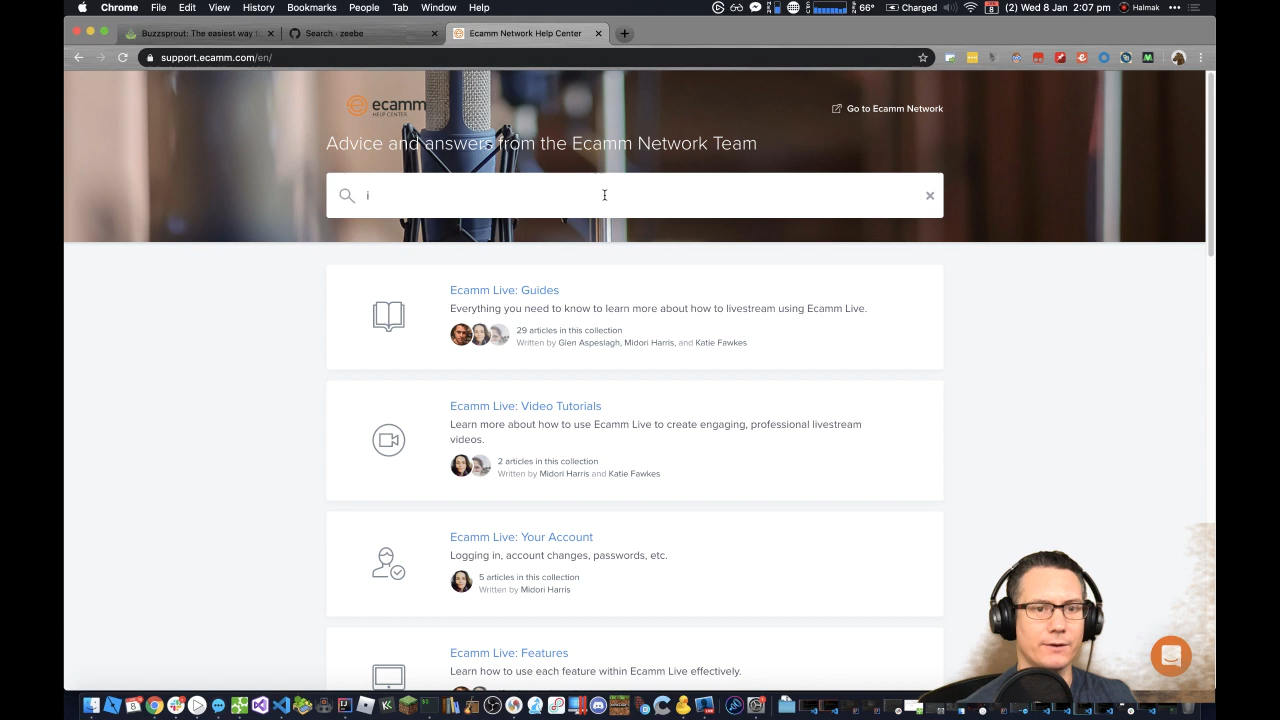 Chrome File Edit View History Bookmarks People Tab Window Help
66° Charged (2) Wed 8 Jan 2:07 pm Halmak
Buzzsprout: The easiest way
Search · zeebe
Ecamm Network Help Center
support.ecamm.com/en/
ecamm
HELP CENTER
Go to Ecamm Network
Advice and answers from the Ecamm Network Team
i
Ecamm Live: Guides
Everything you need to know to learn more about how to livestream using Ecamm Live.
29 articles in this collection
Written by Glen Aspeslagh, Midori Harris, and Katie Fawkes
Ecamm Live: Video Tutorials
Learn more about how to use Ecamm Live to create engaging, professional livestream
videos.
2 articles in this collection
Written by Midori Harris and Katie Fawkes
Ecamm Live: Your Account
Logging in, account changes, passwords, etc.
5 articles in this collection
Written by Midori Harris
Ecamm Live: Features
Learn how to use each feature within Ecamm Live effectively.